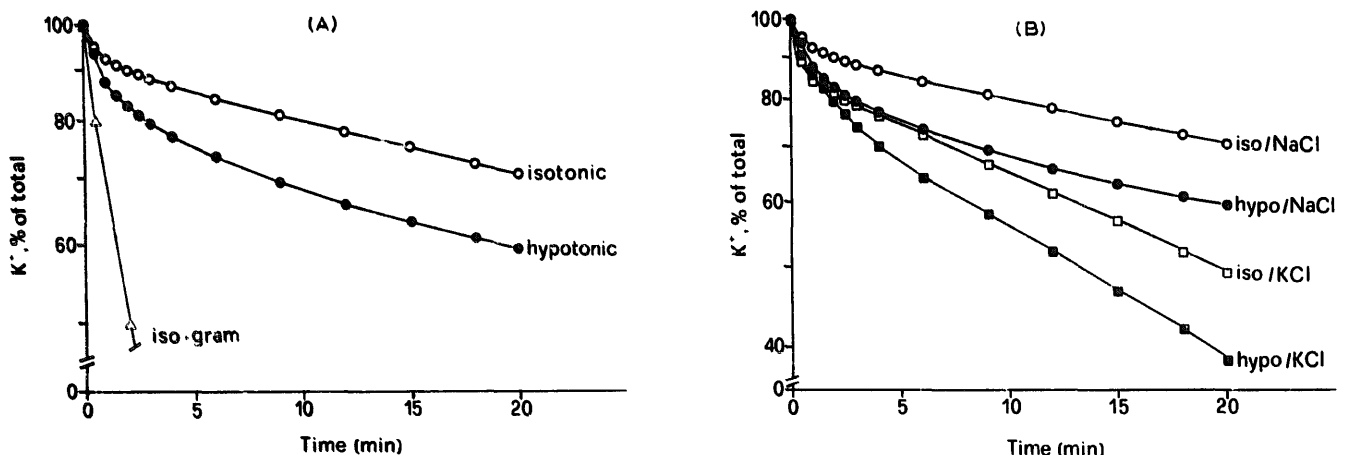 (A)
100
80
60
0
K⁺, % of total
isotonic
hypotonic
iso·gram
0
5
10
15
20
Time (min)
(B)
100
80
60
40
0
K⁺, % of total
iso/NaCl
hypo/NaCl
iso/KCl
hypo/KCl
0
5
10
15
20
Time (min)